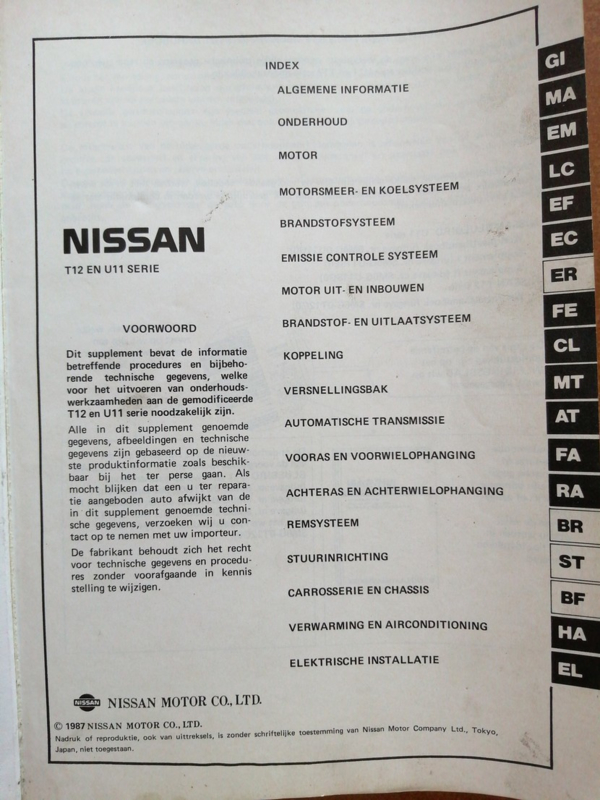 INDEX
ALGEMENE INFORMATIE
GI
ONDERHOUD
MA
MOTOR
EM
MOTORSMEER- EN KOELSYSTEEM
LC
BRANDSTOFSYSTEEM
EF
EMISSIE CONTROLE SYSTEEM
EC
MOTOR UIT- EN INBOUWEN
ER
BRANDSTOF- EN UITLAATSYSTEEM
FE
KOPPELING
CL
VERSNELLINGSBAK
MT
AUTOMATISCHE TRANSMISSIE
AT
VOORAS EN VOORWIELOPHANGING
FA
ACHTERAS EN ACHTERWIELOPHANGING
RA
REMSYSTEEM
BR
STUURINRICHTING
ST
CARROSSERIE EN CHASSIS
BF
VERWARMING EN AIRCONDITIONING
HA
ELEKTRISCHE INSTALLATIE
EL
NISSAN
T12 EN U11 SERIE
VOORWOORD
Dit supplement bevat de informatie
betreffende procedures en bijbeho-
rende technische gegevens, welke
voor het uitvoeren van onderhouds-
werkzaamheden aan de gemodificeerde
T12 en U11 serie noodzakelijk zijn.
Alle in dit supplement genoemde
gegevens, afbeeldingen en technische
gegevens zijn gebaseerd op de nieuw-
ste produktinformatie zoals beschik-
baar bij het ter perse gaan. Als
mocht blijken dat een u ter repara-
tie aangeboden auto afwijkt van de
in dit supplement genoemde techni-
sche gegevens, verzoeken wij u con-
tact op te nemen met uw importeur.
De fabrikant behoudt zich het recht
voor technische gegevens en procedu-
res zonder voorafgaande in kennis
stelling te wijzigen.
NISSAN NISSAN MOTOR CO., LTD.
© 1987 NISSAN MOTOR CO., LTD.
Nadruk of reproduktie, ook van uittreksels, is zonder schriftelijke toestemming van Nissan Motor Company Ltd., Tokyo,
Japan, niet toegestaan.